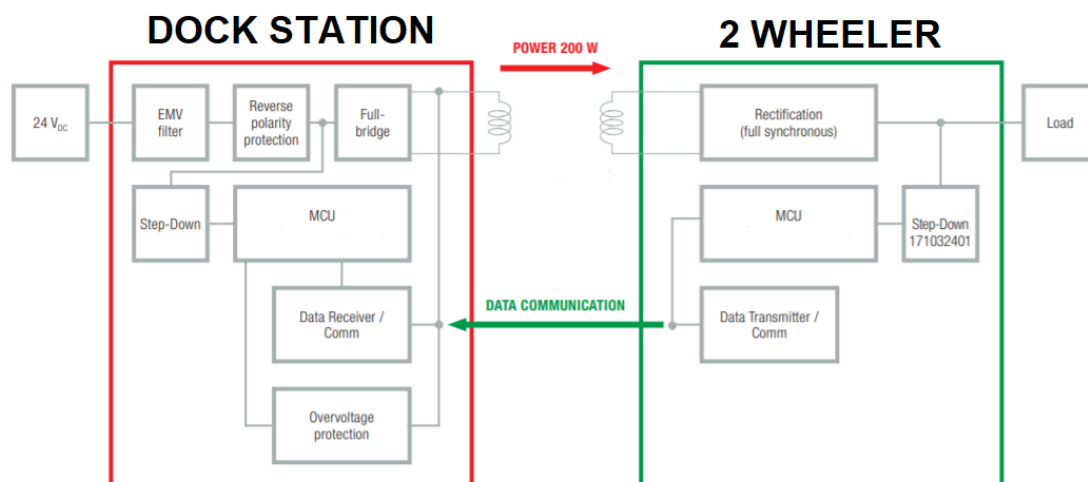 DOCK STATION
2 WHEELER
POWER 200 W
24 VDC
EMV
filter
Reverse
polarity
protection
Full-
bridge
Rectification
(full synchronous)
Load
Step-Down
MCU
MCU
Step-Down
171032401
DATA COMMUNICATION
Data Receiver /
Comm
Data Transmitter /
Comm
Overvoltage
protection